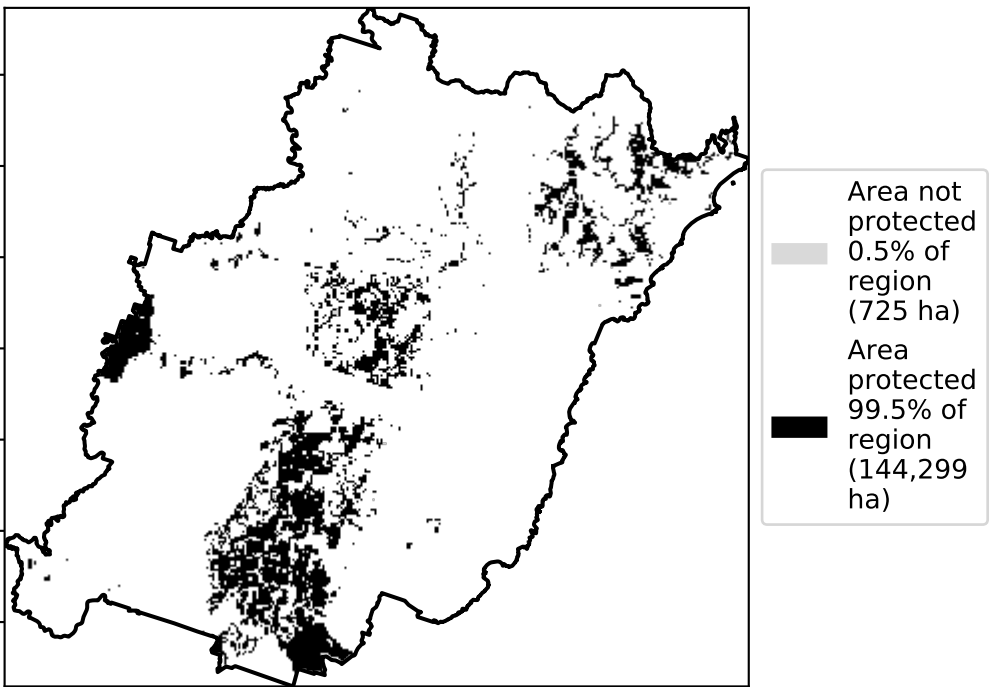 Area not
protected
0.5% of
region
(725 ha)
Area
protected
99.5% of
region
(144,299
ha)